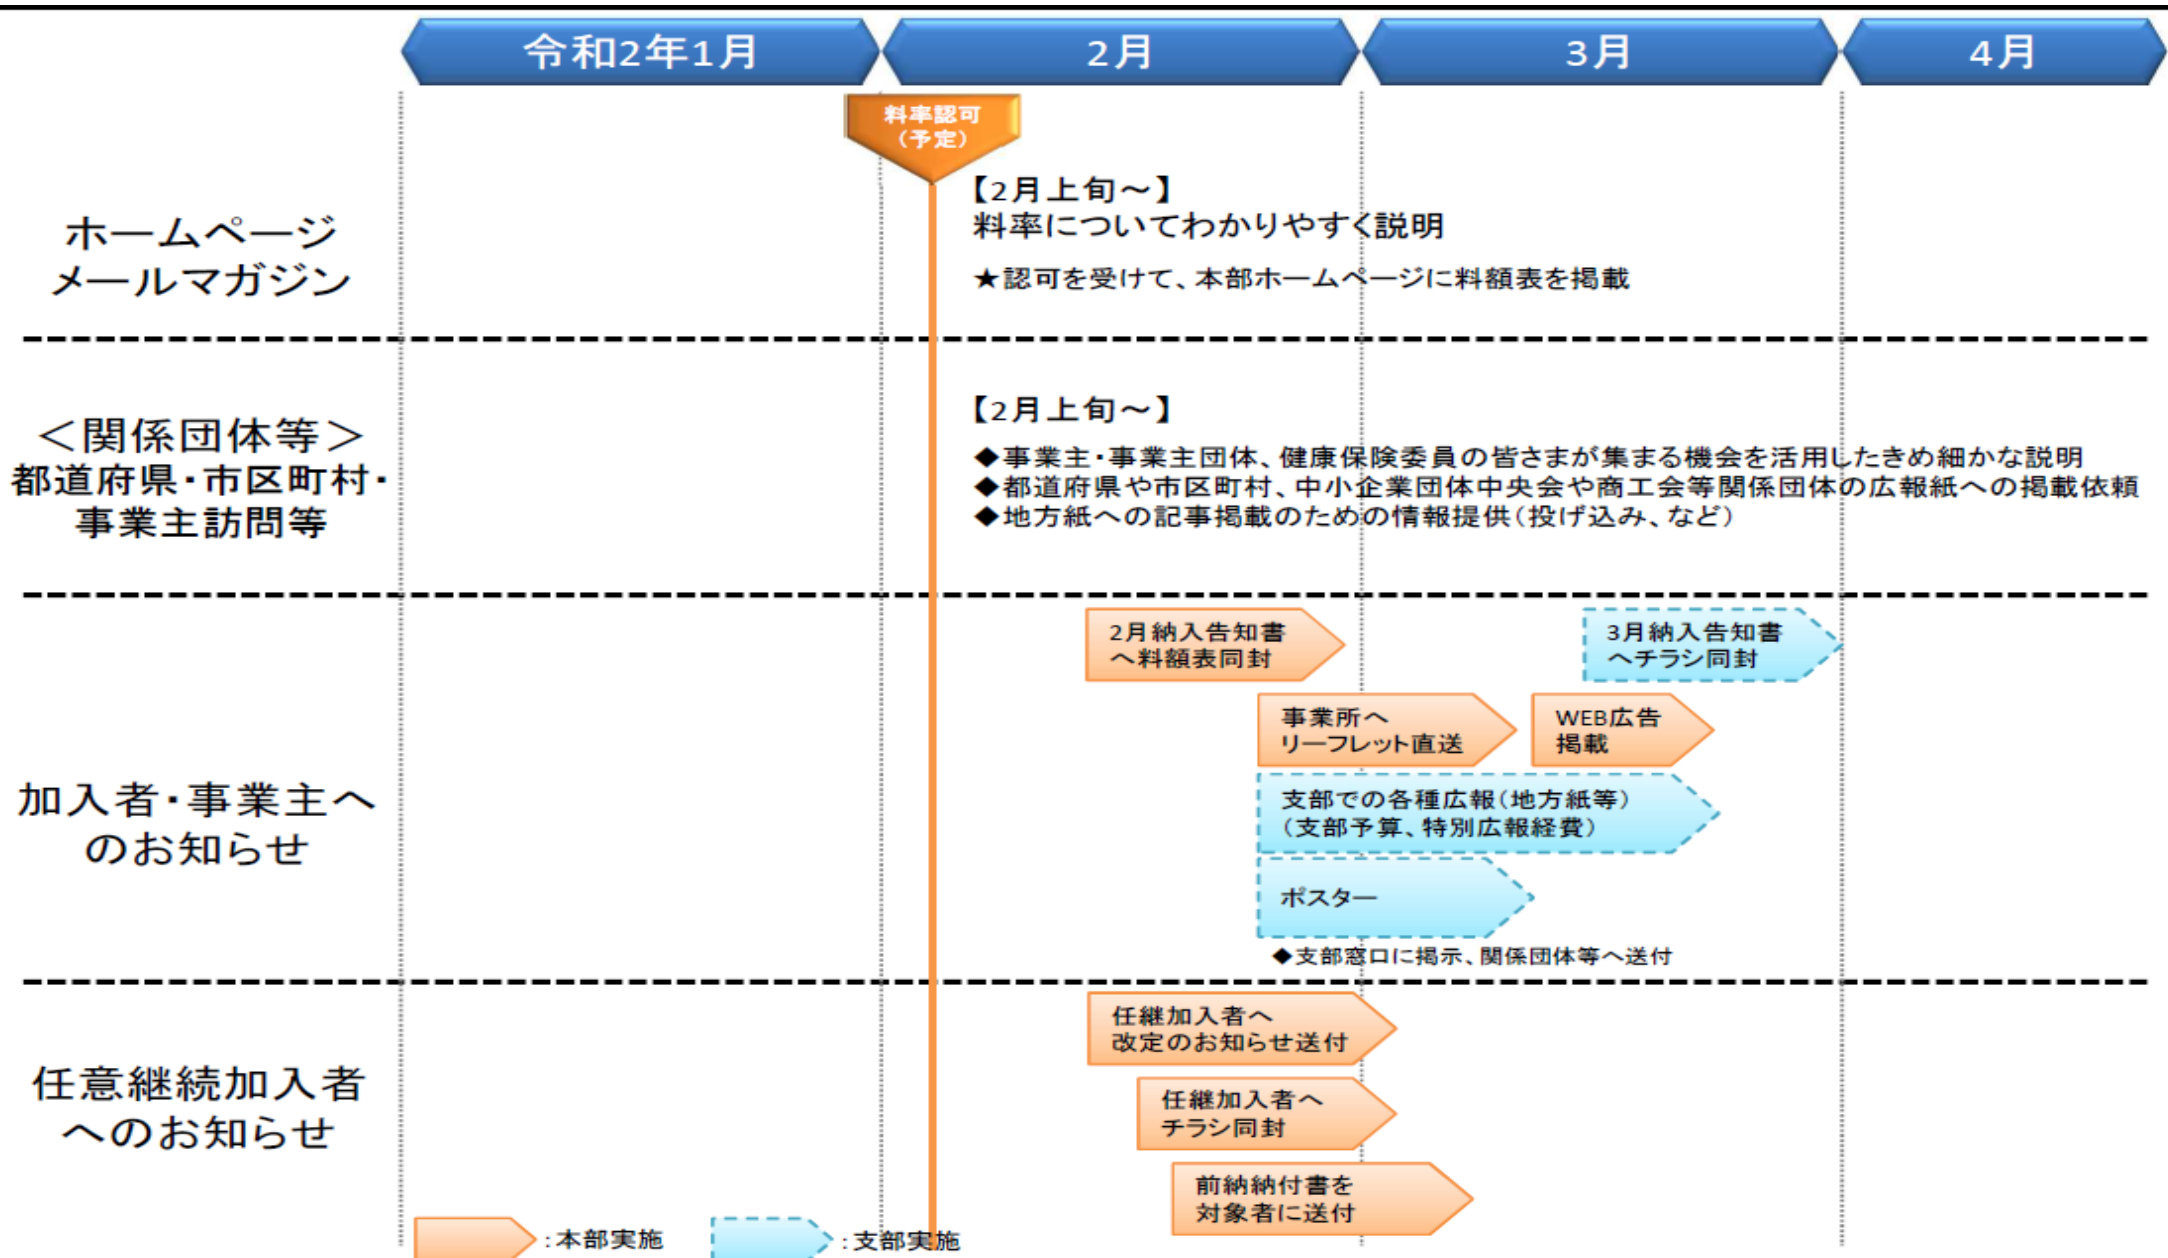 令和2年1月
2月
3月
4月
料率認可
(予定)
ホームページ
メールマガジン
【2月上旬～】
料率についてわかりやすく説明
★認可を受けて、本部ホームページに料額表を掲載
＜関係団体等＞
都道府県・市区町村・
事業主訪問等
【2月上旬～】
◆事業主・事業主団体、健康保険委員の皆さまが集まる機会を活用したきめ細かな説明
◆都道府県や市区町村、中小企業団体中央会や商工会等関係団体の広報紙への掲載依頼
◆地方紙への記事掲載のための情報提供(投げ込み、など)
加入者・事業主へ
のお知らせ
2月納入告知書
へ料額表同封
3月納入告知書
へチラシ同封
事業所へ
リーフレット直送
WEB広告
掲載
支部での各種広報(地方紙等)
(支部予算、特別広報経費)
ポスター
◆支部窓口に掲示、関係団体等へ送付
任意継続加入者
へのお知らせ
任継加入者へ
改定のお知らせ送付
任継加入者へ
チラシ同封
前納納付書を
対象者に送付
：本部実施
：支部実施